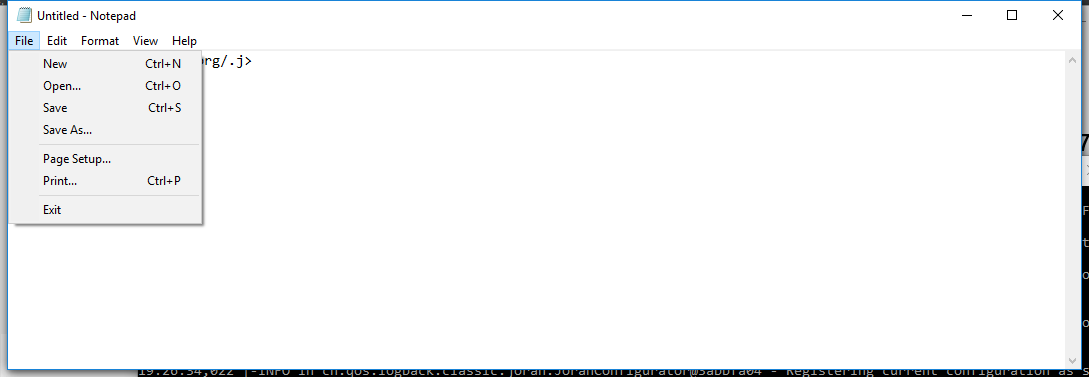 Untitled - Notepad
File Edit Format View Help
org/.j>
New Ctrl+N
Open... Ctrl+O
Save Ctrl+S
Save As...
Page Setup...
Print... Ctrl+P
Exit
19:26:34,022 |-INFO in ch.qos.logback.classic.joran.JoranConfigurator@3abbfa04 - Registering current configuration as s